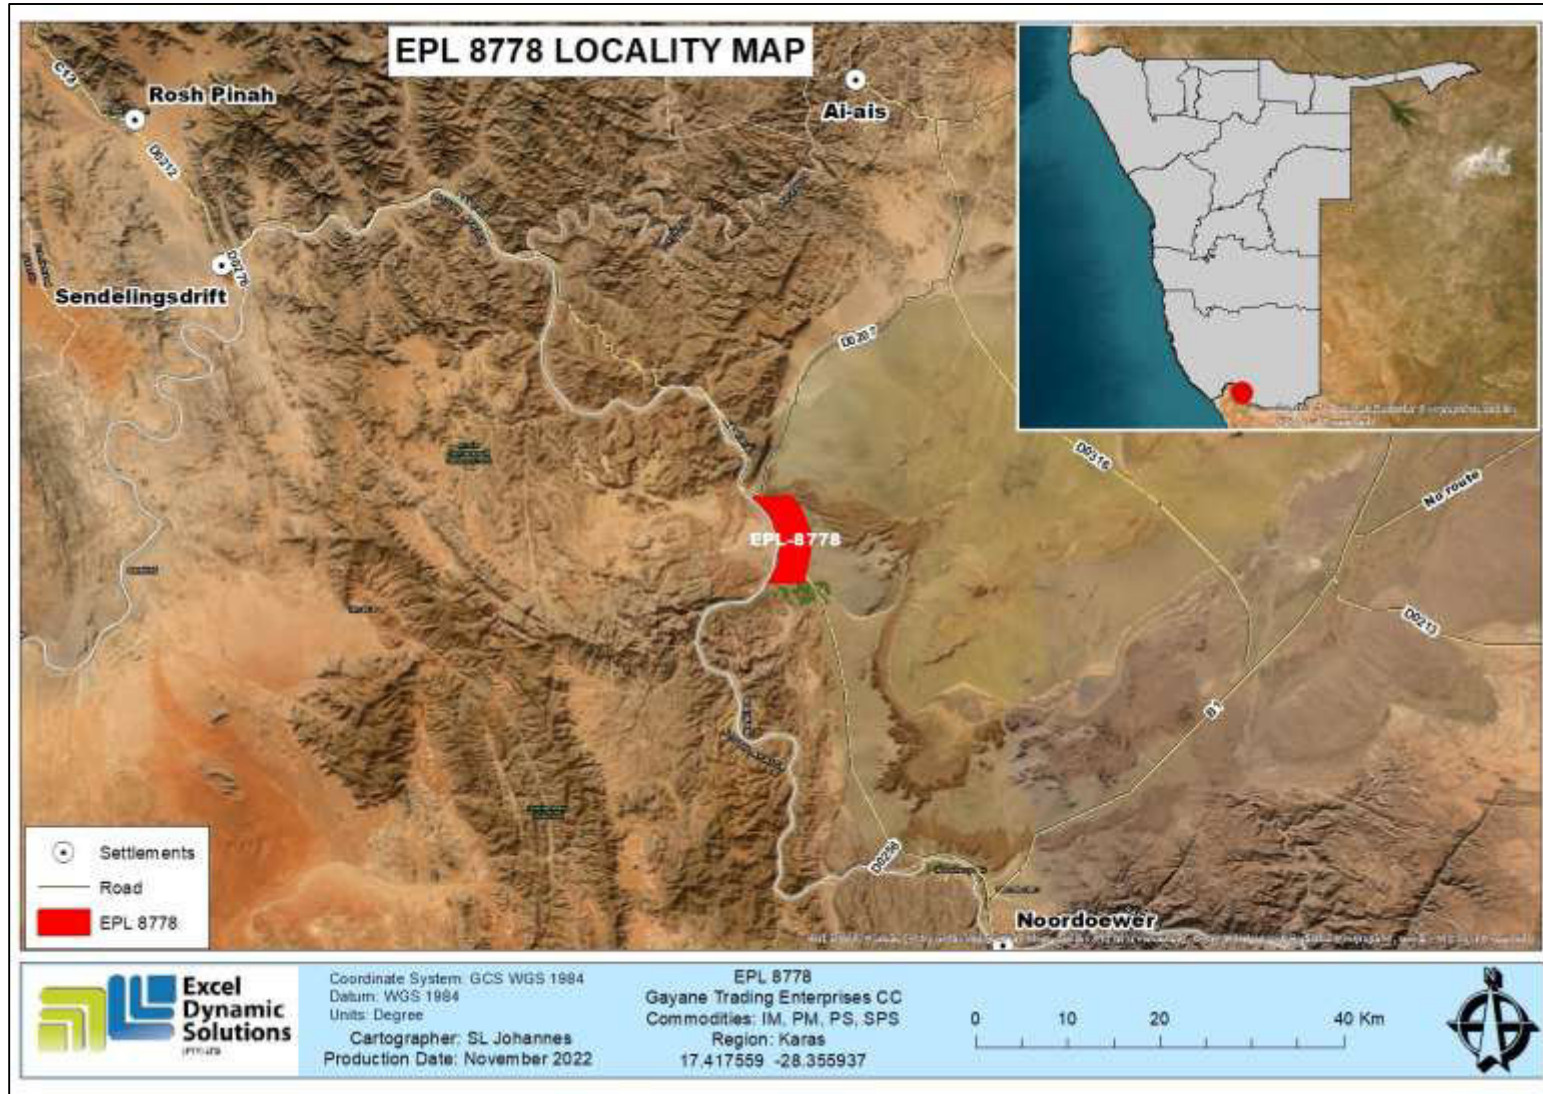 EPL 8778 LOCALITY MAP
C13
Rosh Pinah
Ai-ais
D0212
D0276
Sendelingsdrift
D0207
D0316
No route
EPL-8778
D0213
B1
D0256
Noordoewer
Settlements
Road
EPL 8778
Excel
Dynamic
Solutions
(PTY) LTD
Coordinate System: GCS WGS 1984
Datum: WGS 1984
Units: Degree
Cartographer: SL Johannes
Production Date: November 2022
EPL 8778
Gayane Trading Enterprises CC
Commodities: IM, PM, PS, SPS
Region: Karas
17.417559 -28.355937
0 10 20 40 Km